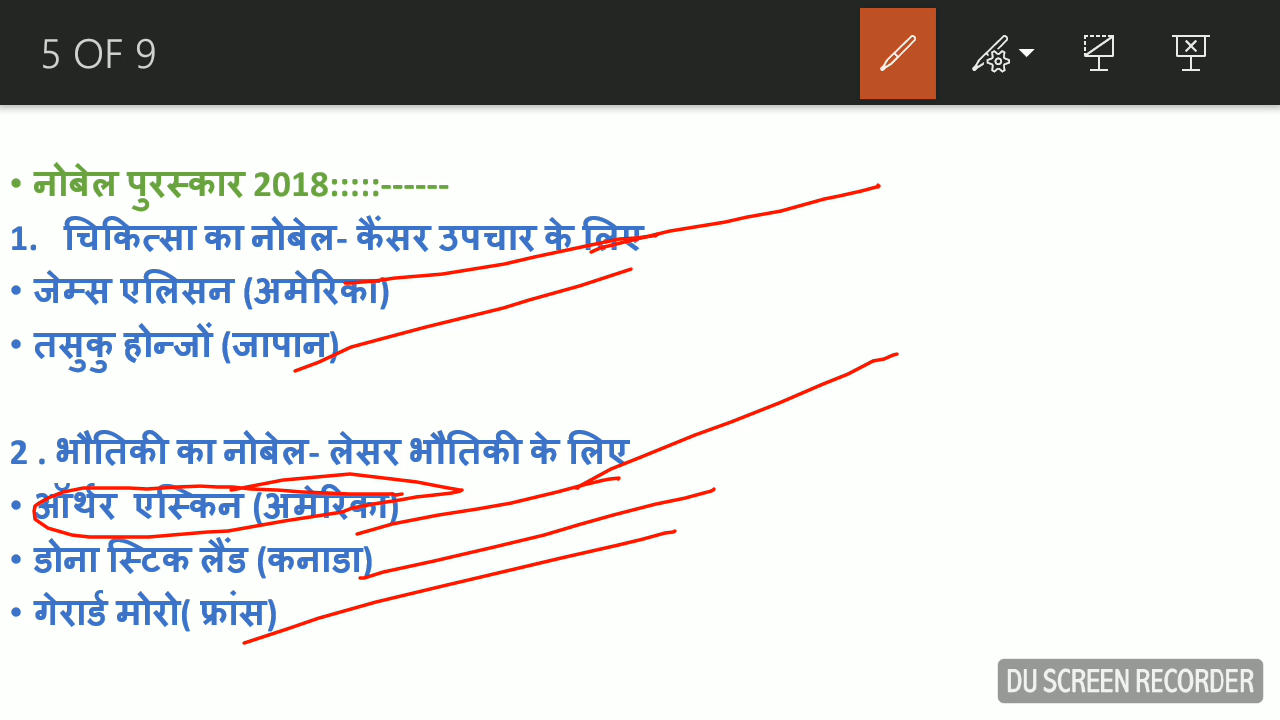 5 OF 9
• नोबेल पुरस्कार 2018:::::------
1. चिकित्सा का नोबेल- कैंसर उपचार के लिए
• जेम्स एलिसन (अमेरिका)
• तसुकु होन्जों (जापान)
2 . भौतिकी का नोबेल- लेसर भौतिकी के लिए
• ऑर्थर एस्किन (अमेरिका)
• डोना स्टिक लैंड (कनाडा)
• गेरार्ड मोरो( फ्रांस)
DU SCREEN RECORDER